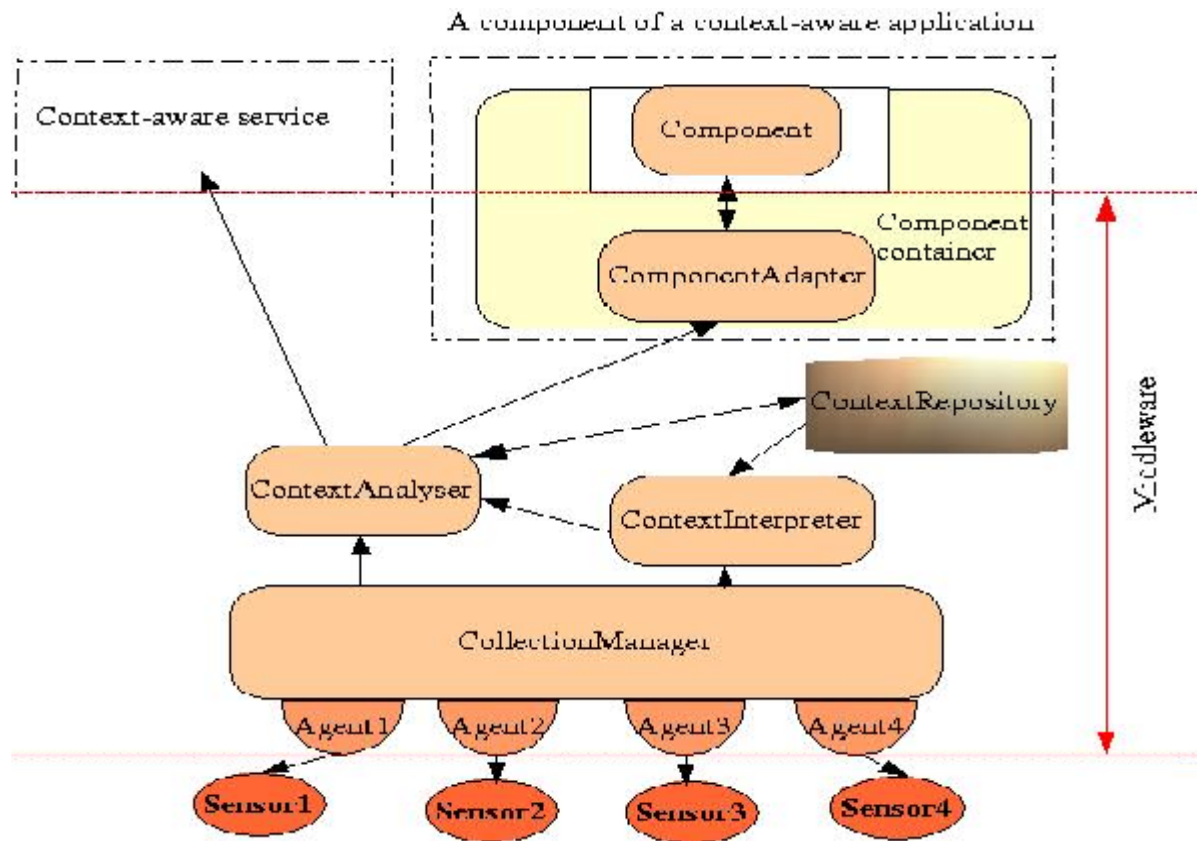 A component of a context-aware application
Context-aware service
Component
Component
container
ComponentAdapter
ContextRepository
ContextAnalyser
ContextInterpreter
Middleware
CollectionManager
Agent1
Agent2
Agent3
Agent4
Sensor1
Sensor2
Sensor3
Sensor4